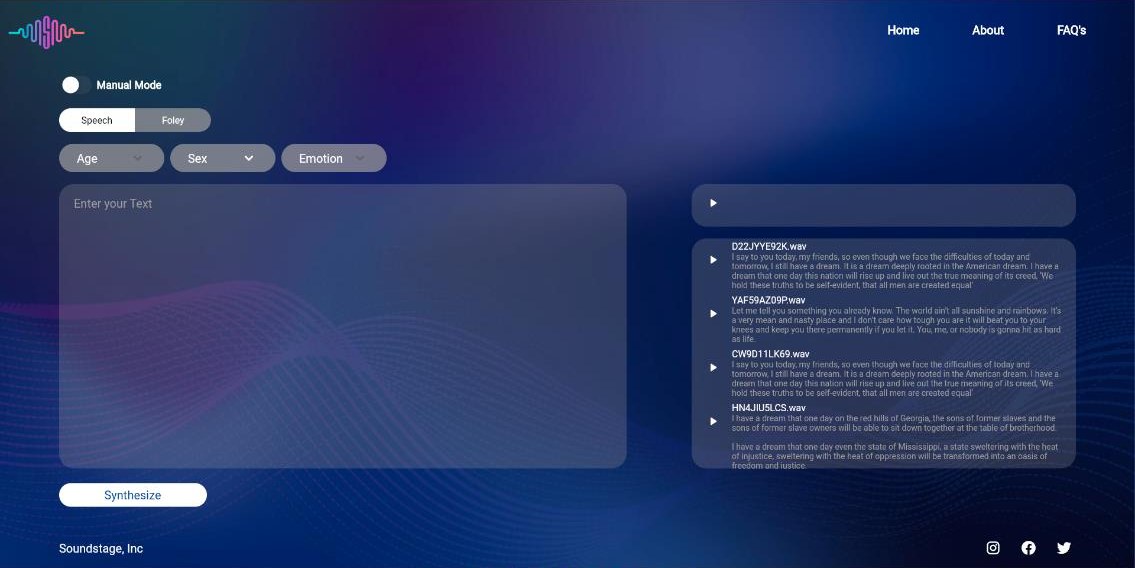 Home About FAQ's
Manual Mode
Speech Foley
Age Sex Emotion
Enter your Text
D22JYYE92K.wav
I say to you today, my friends, so even though we face the difficulties of today and
tomorrow, I still have a dream. It is a dream deeply rooted in the American dream. I have a
dream that one day this nation will rise up and live out the true meaning of its creed, 'We
hold these truths to be self-evident, that all men are created equal'
YAF59AZ09P.wav
Let me tell you something you already know. The world ain't all sunshine and rainbows. It's
a very mean and nasty place and I don't care how tough you are it will beat you to your
knees and keep you there permanently if you let it. You, me, or nobody is gonna hit as hard
as life.
CW9D11LK69.wav
I say to you today, my friends, so even though we face the difficulties of today and
tomorrow, I still have a dream. It is a dream deeply rooted in the American dream. I have a
dream that one day this nation will rise up and live out the true meaning of its creed, 'We
hold these truths to be self-evident, that all men are created equal'
HN4JIU5LCS.wav
I have a dream that one day on the red hills of Georgia, the sons of former slaves and the
sons of former slave owners will be able to sit down together at the table of brotherhood.
I have a dream that one day even the state of Mississippi, a state sweltering with the heat
of injustice, sweltering with the heat of oppression will be transformed into an oasis of
freedom and justice.
Synthesize
Soundstage, Inc